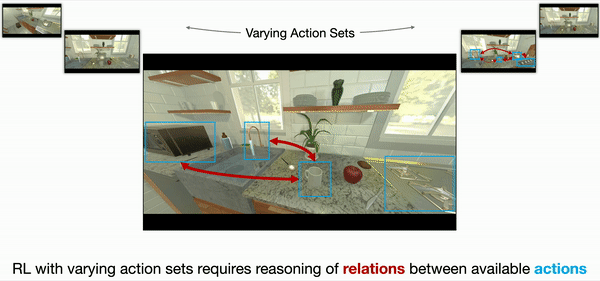 Varying Action Sets
RL with varying action sets requires reasoning of relations between available actions